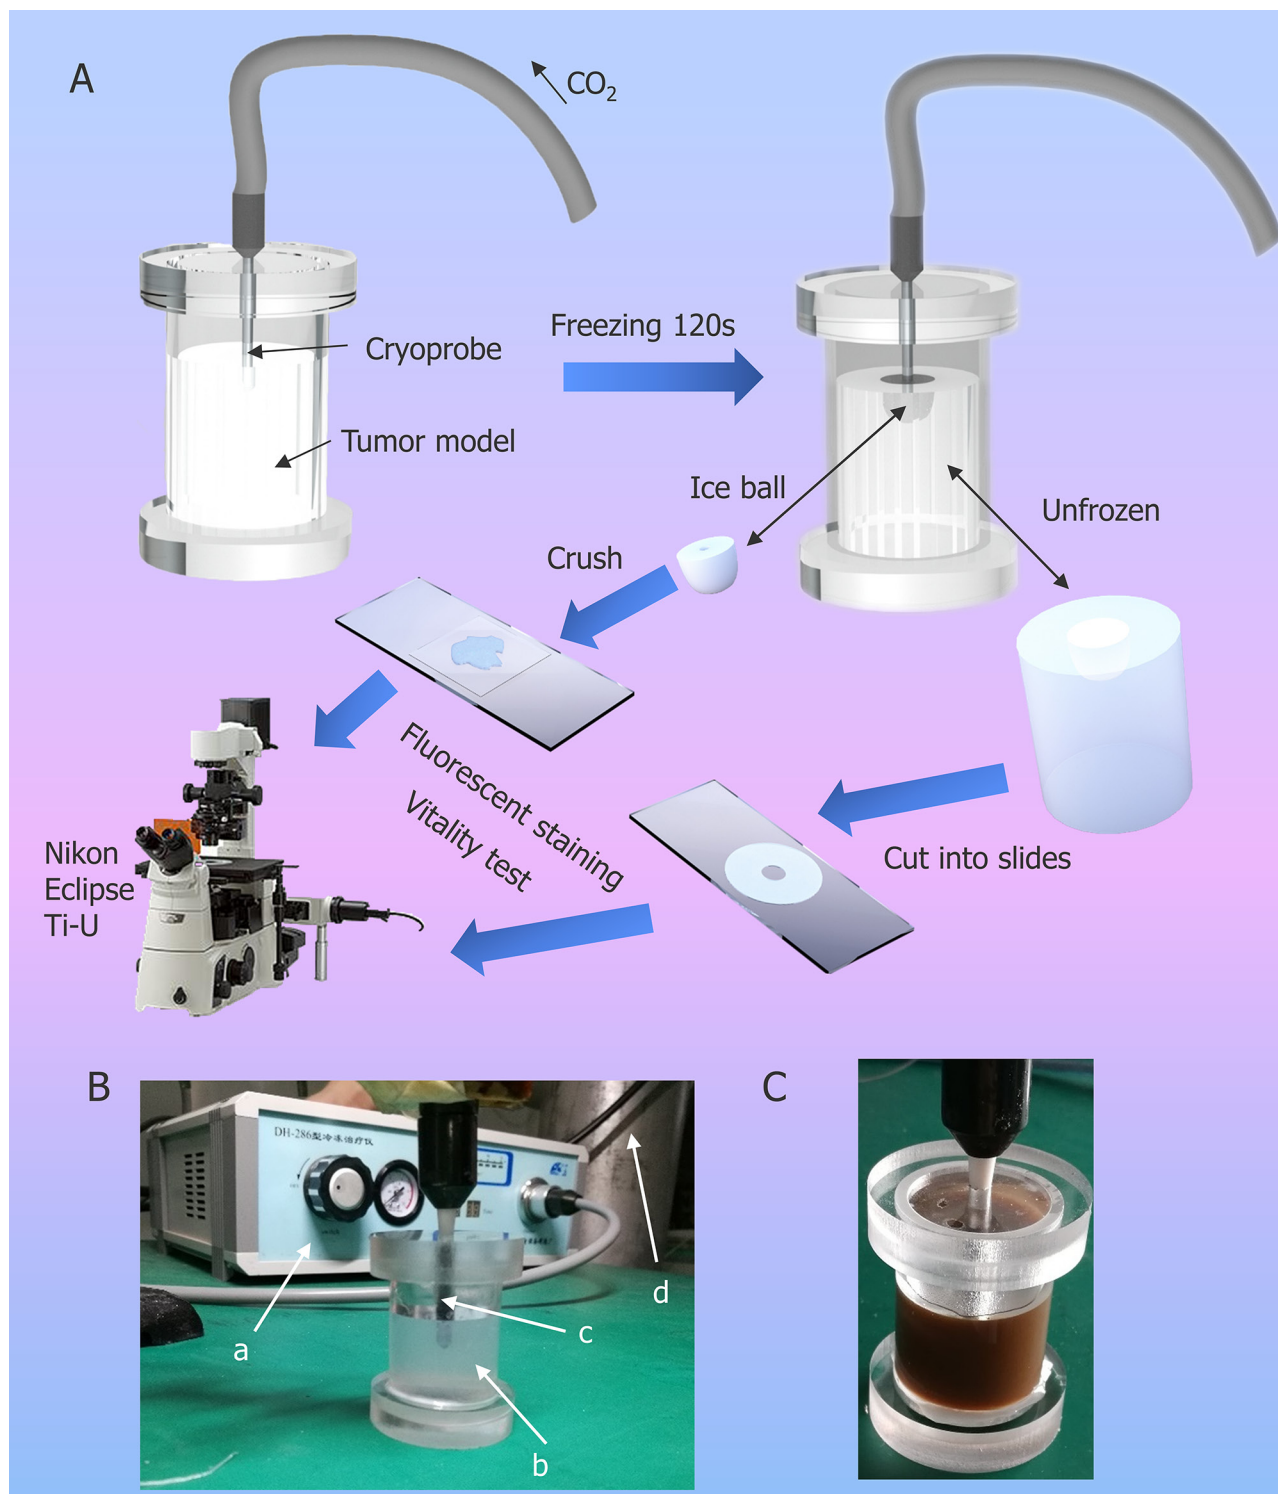 A
CO₂
Freezing 120s
Cryoprobe
Tumor model
Ice ball
Unfrozen
Crush
Fluorescent staining
Vitality test
Nikon
Eclipse
Ti-U
Cut into slides
B
C
DH-286型冷冻治疗仪
d
a
c
b